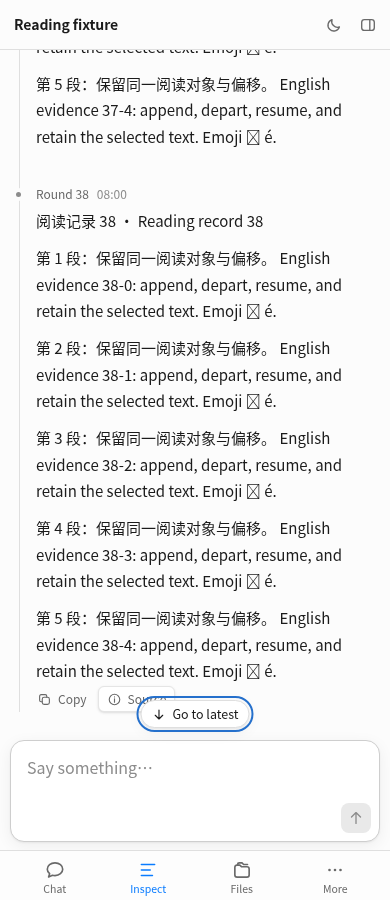 Reading fixture
retain the selected text. Emoji é.
第 5 段：保留同一阅读对象与偏移。 English
evidence 37-4: append, depart, resume, and
retain the selected text. Emoji é.
Round 38 08:00
阅读记录 38 · Reading record 38
第 1 段：保留同一阅读对象与偏移。 English
evidence 38-0: append, depart, resume, and
retain the selected text. Emoji é.
第 2 段：保留同一阅读对象与偏移。 English
evidence 38-1: append, depart, resume, and
retain the selected text. Emoji é.
第 3 段：保留同一阅读对象与偏移。 English
evidence 38-2: append, depart, resume, and
retain the selected text. Emoji é.
第 4 段：保留同一阅读对象与偏移。 English
evidence 38-3: append, depart, resume, and
retain the selected text. Emoji é.
第 5 段：保留同一阅读对象与偏移。 English
evidence 38-4: append, depart, resume, and
retain the selected text. Emoji é.
Copy
Go to latest
Say something···
Chat Inspect Files More